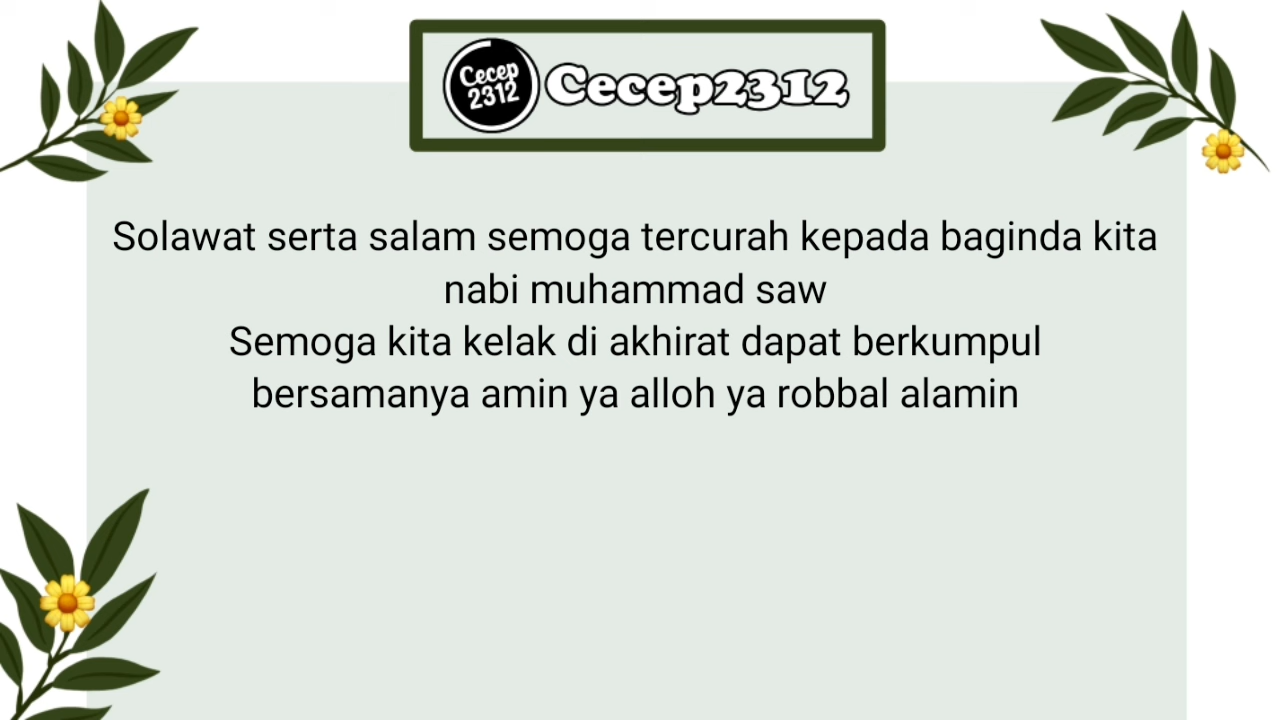 Cecep
2312
Cecep2312
Solawat serta salam semoga tercurah kepada baginda kita
nabi muhammad saw
Semoga kita kelak di akhirat dapat berkumpul
bersamanya amin ya alloh ya robbal alamin